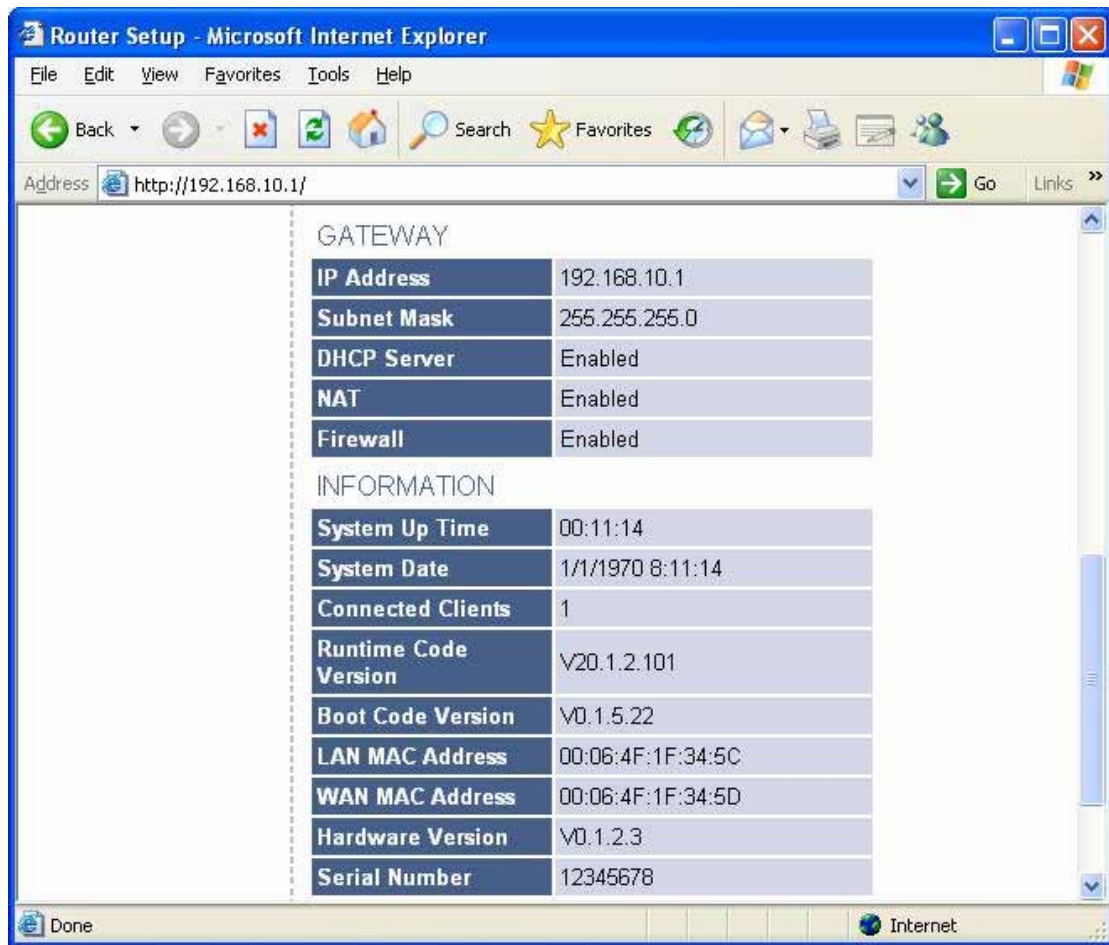 Router Setup - Microsoft Internet Explorer
File Edit View Favorites Tools Help
Back Search Favorites
Address http://192.168.10.1/ Go Links »
GATEWAY
IP Address 192.168.10.1
Subnet Mask 255.255.255.0
DHCP Server Enabled
NAT Enabled
Firewall Enabled
INFORMATION
System Up Time 00:11:14
System Date 1/1/1970 8:11:14
Connected Clients 1
Runtime Code
Version V20.1.2.101
Boot Code Version V0.1.5.22
LAN MAC Address 00:06:4F:1F:34:5C
WAN MAC Address 00:06:4F:1F:34:5D
Hardware Version V0.1.2.3
Serial Number 12345678
Done Internet